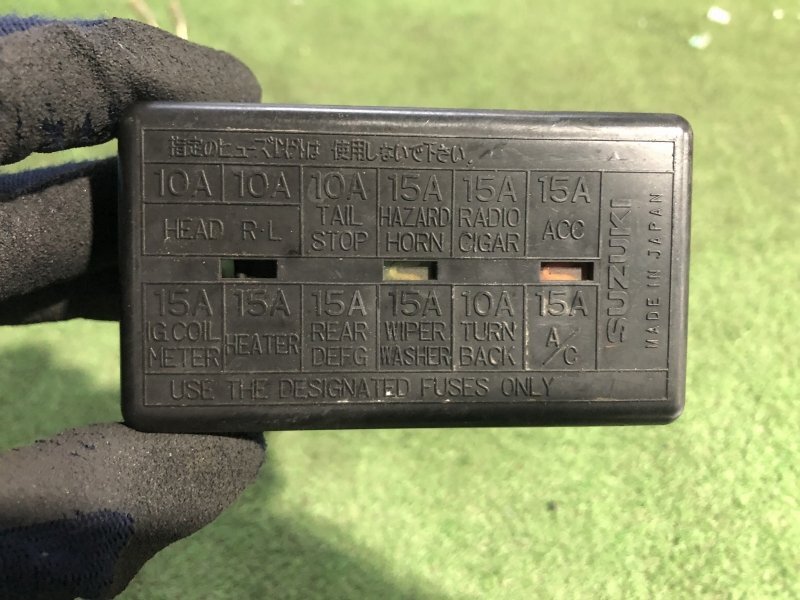 指定のヒューズ以外は 使用しないで下さい。
10A 10A 10A 15A 15A 15A
HEAD R·L
TAIL
STOP
HAZARD
HORN
RADIO
CIGAR
ACC
15A 15A 15A 15A 10A 15A
IG.COIL
METER
HEATER
REAR
DEFG
WIPER
WASHER
TURN
BACK
A/C
USE THE DESIGNATED FUSES ONLY
SUZUKI
MADE IN JAPAN